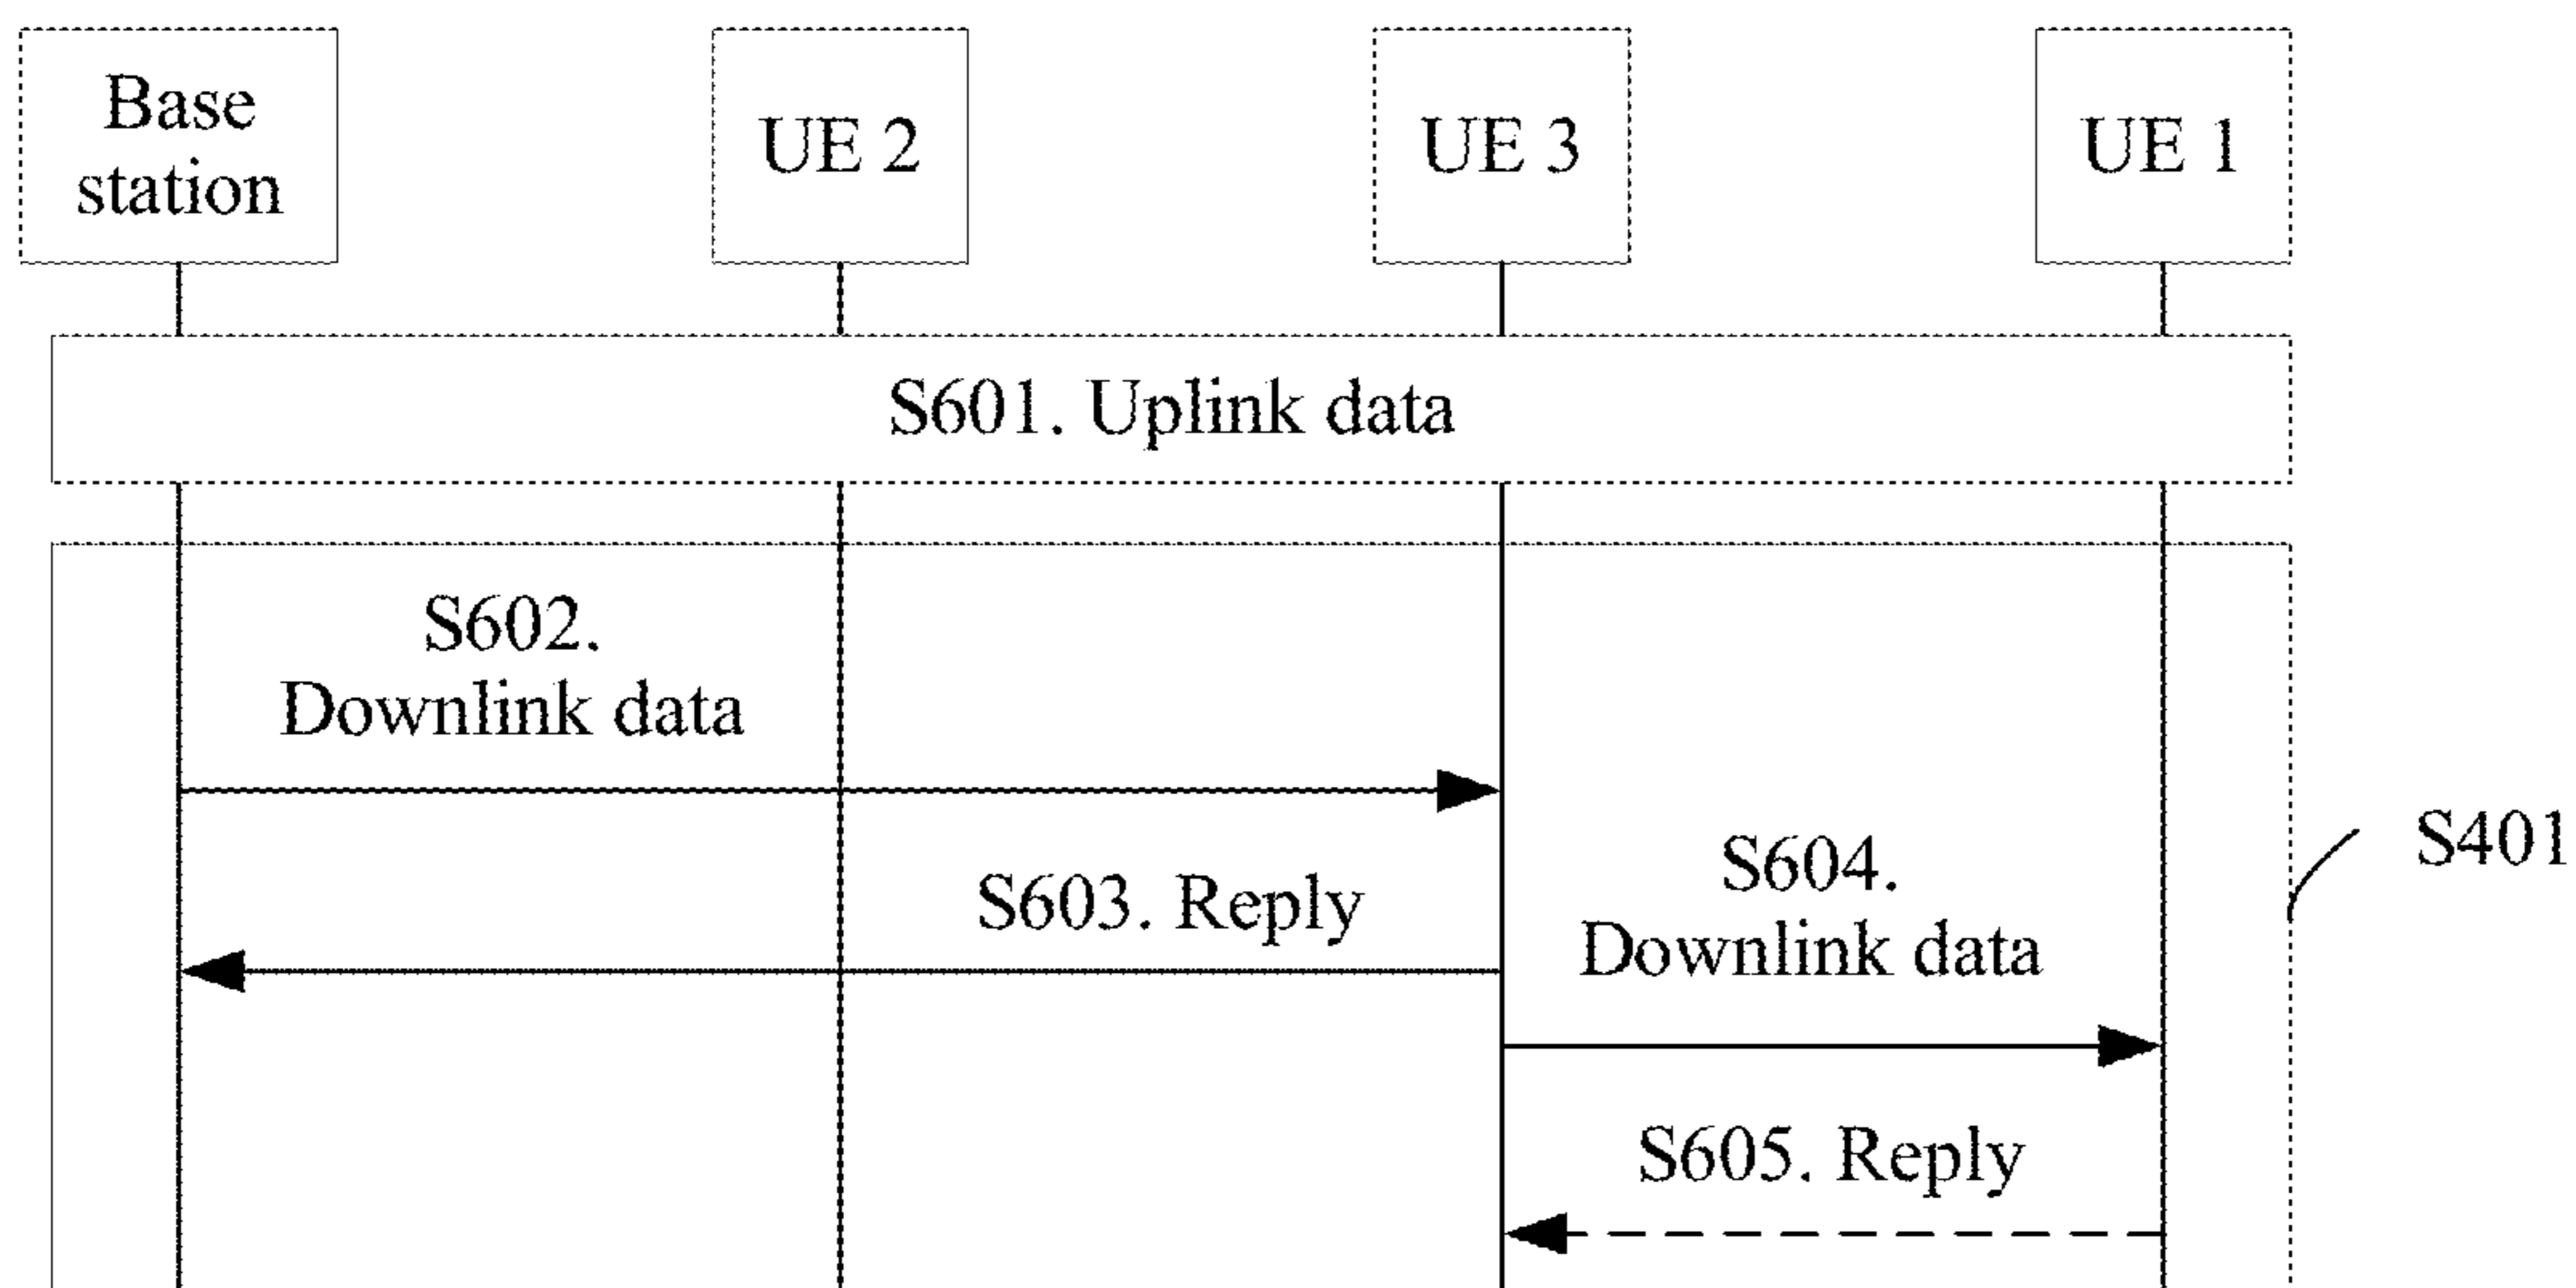 Base
station
UE 2
UE 3
UE 1
S601. Uplink data
S602.
Downlink data
S603. Reply
S604.
Downlink data
S401
S605. Reply